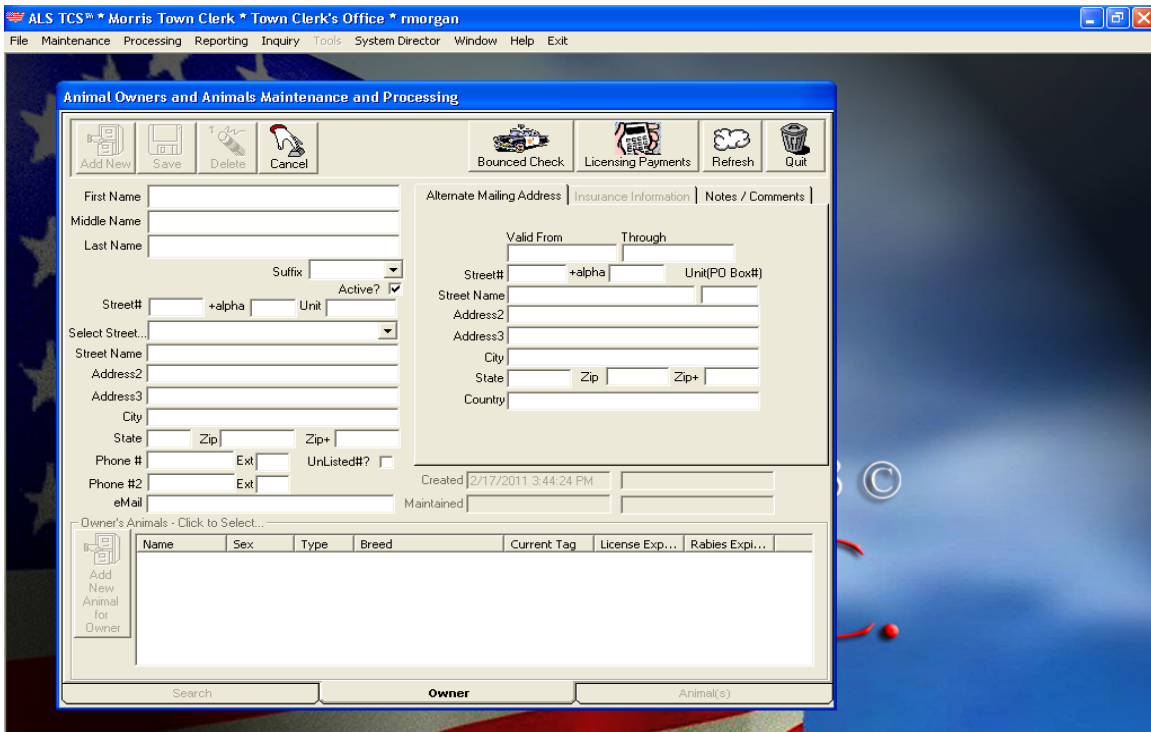 ALS TCS™ * Morris Town Clerk * Town Clerk's Office * rmorgan
File Maintenance Processing Reporting Inquiry Tools System Director Window Help Exit
Animal Owners and Animals Maintenance and Processing
Add New Save Delete Cancel Bounced Check Licensing Payments Refresh Quit
First Name
Middle Name
Last Name
Suffix
Active?
Street# +alpha Unit
Select Street...
Street Name
Address2
Address3
City
State Zip Zip+
Phone # Ext UnListed#?
Phone #2 Ext
eMail
Alternate Mailing Address Insurance Information Notes / Comments
Valid From Through
Street# +alpha Unit(PO Box#)
Street Name
Address2
Address3
City
State Zip Zip+
Country
Created 2/17/2011 3:44:24 PM
Maintained
Owner's Animals - Click to Select...
Add
New
Animal
for
Owner
Name Sex Type Breed Current Tag License Exp... Rabies Expi...
Search Owner Animal(s)
©